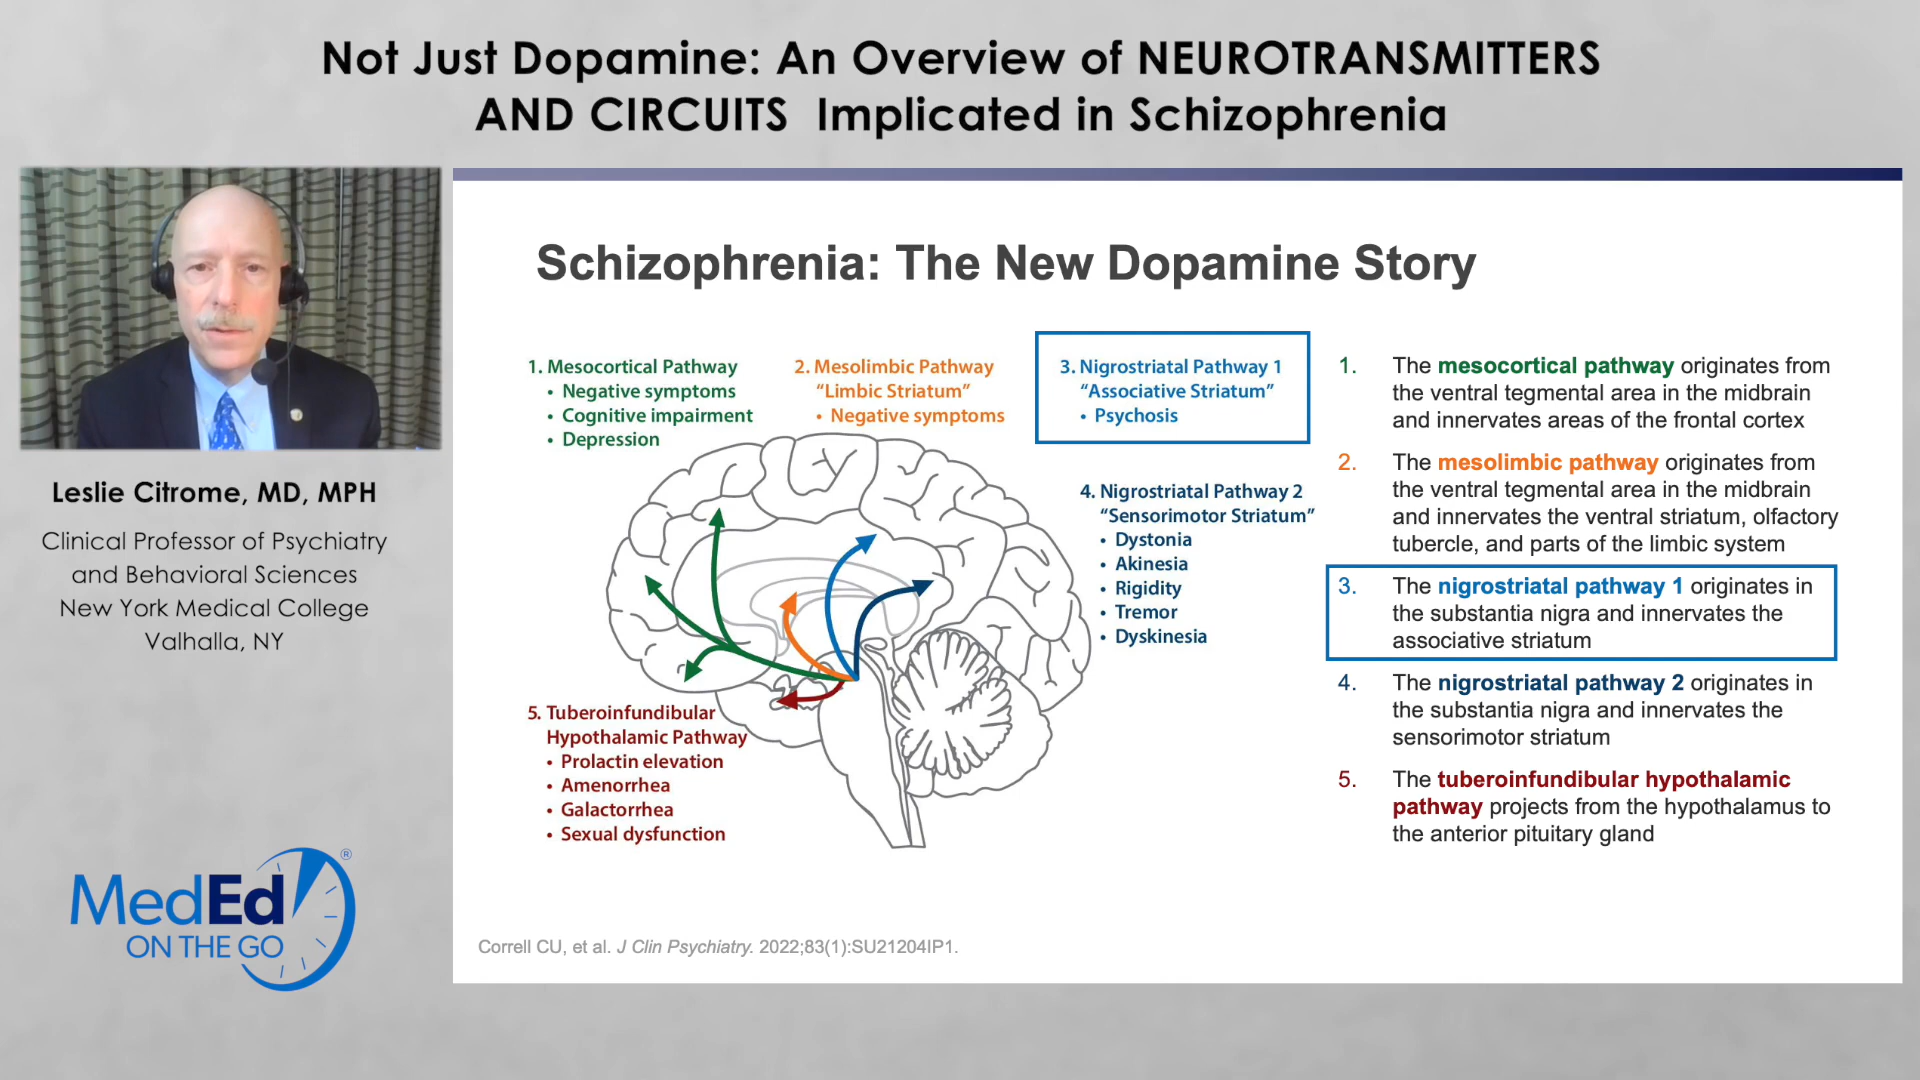 Not Just Dopamine: An Overview of NEUROTRANSMITTERS
AND CIRCUITS Implicated in Schizophrenia
Leslie Citrome, MD, MPH
Clinical Professor of Psychiatry
and Behavioral Sciences
New York Medical College
Valhalla, NY
MedEd®
ON THE GO
Schizophrenia: The New Dopamine Story
1. Mesocortical Pathway
• Negative symptoms
• Cognitive impairment
• Depression
2. Mesolimbic Pathway
“Limbic Striatum”
• Negative symptoms
3. Nigrostriatal Pathway 1
“Associative Striatum”
• Psychosis
4. Nigrostriatal Pathway 2
“Sensorimotor Striatum”
• Dystonia
• Akinesia
• Rigidity
• Tremor
• Dyskinesia
5. Tuberoinfundibular
Hypothalamic Pathway
• Prolactin elevation
• Amenorrhea
• Galactorrhea
• Sexual dysfunction
1. The mesocortical pathway originates from
the ventral tegmental area in the midbrain
and innervates areas of the frontal cortex
2. The mesolimbic pathway originates from
the ventral tegmental area in the midbrain
and innervates the ventral striatum, olfactory
tubercle, and parts of the limbic system
3. The nigrostriatal pathway 1 originates in
the substantia nigra and innervates the
associative striatum
4. The nigrostriatal pathway 2 originates in
the substantia nigra and innervates the
sensorimotor striatum
5. The tuberoinfundibular hypothalamic
pathway projects from the hypothalamus to
the anterior pituitary gland
Correll CU, et al. J Clin Psychiatry. 2022;83(1):SU21204IP1.